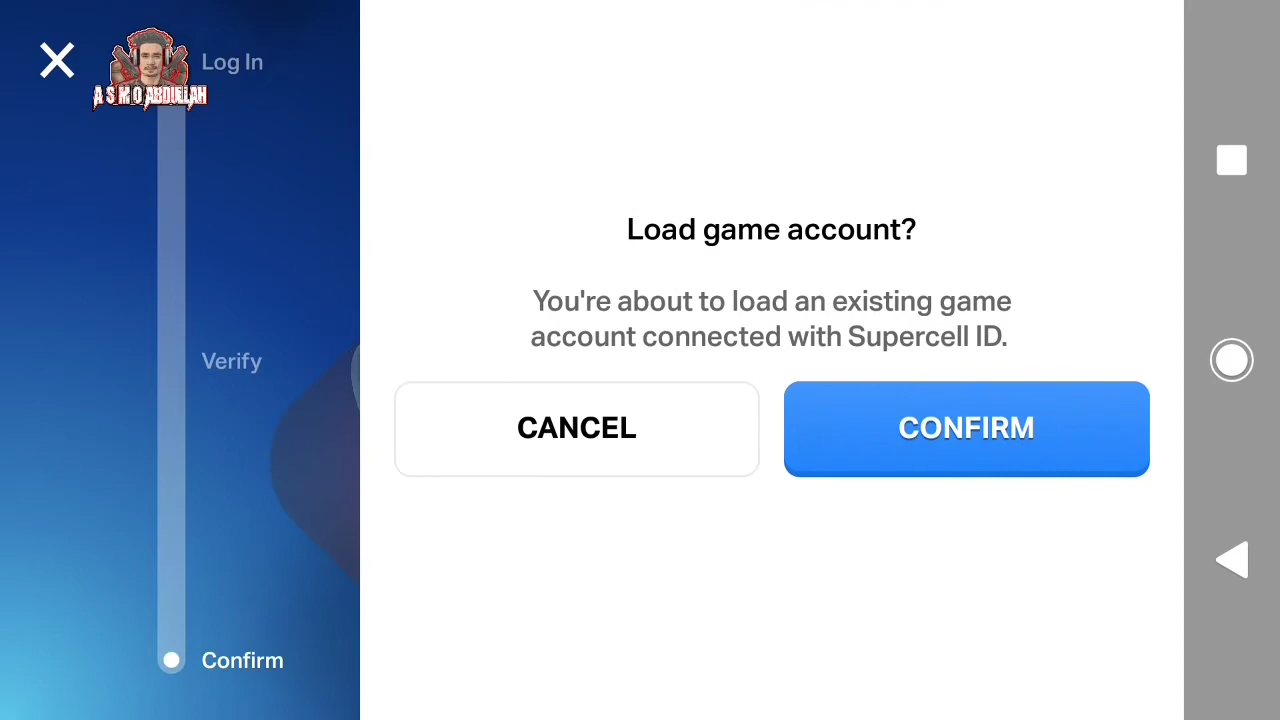 Log In
A S M O ABDULLAH
Load game account?
You're about to load an existing game
account connected with Supercell ID.
Verify
CANCEL
CONFIRM
Confirm